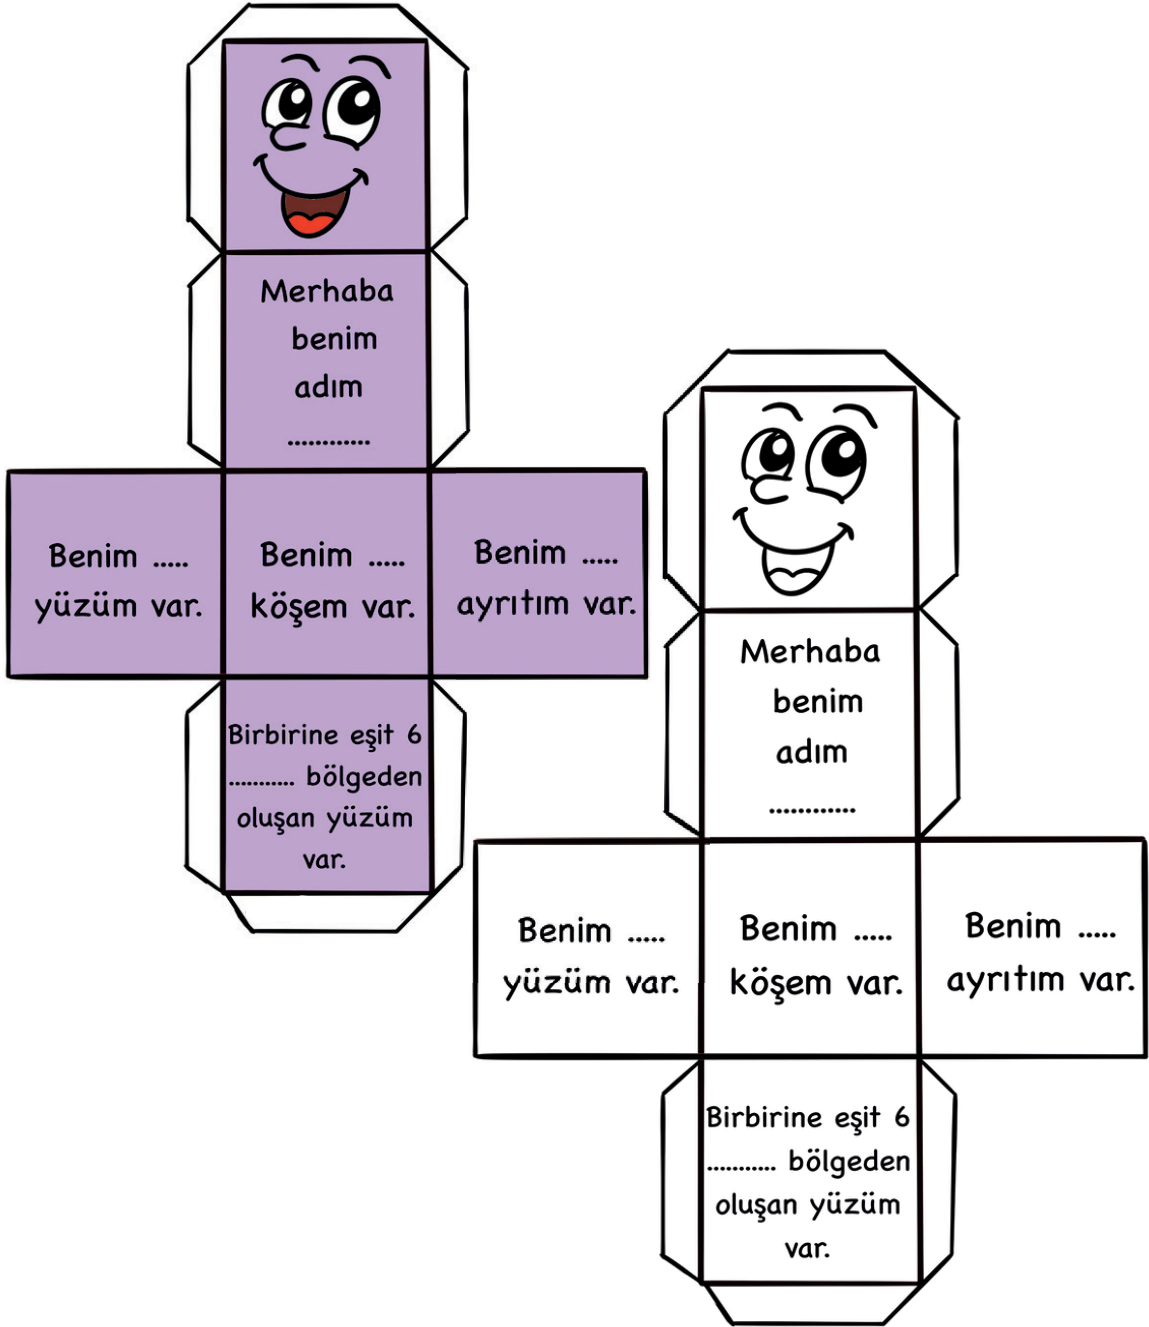 Merhaba
benim
adım
............
Benim .....
yüzüm var.
Benim .....
köşem var.
Benim .....
ayrıtım var.
Birbirine eşit 6
........... bölgeden
oluşan yüzüm
var.
Merhaba
benim
adım
............
Benim .....
yüzüm var.
Benim .....
köşem var.
Benim .....
ayrıtım var.
Birbirine eşit 6
........... bölgeden
oluşan yüzüm
var.